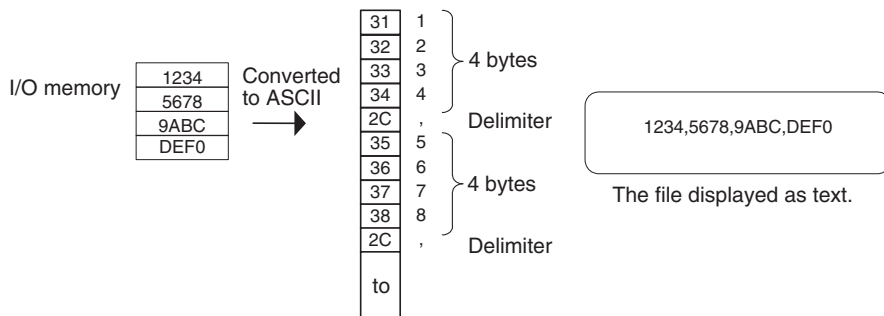 I/O memory
1234
5678
9ABC
DEF0
Converted
to ASCII
31 1
32 2
33 3
34 4
2C ,
35 5
36 6
37 7
38 8
2C ,
to
4 bytes
Delimiter
4 bytes
Delimiter
1234,5678,9ABC,DEF0
The file displayed as text.